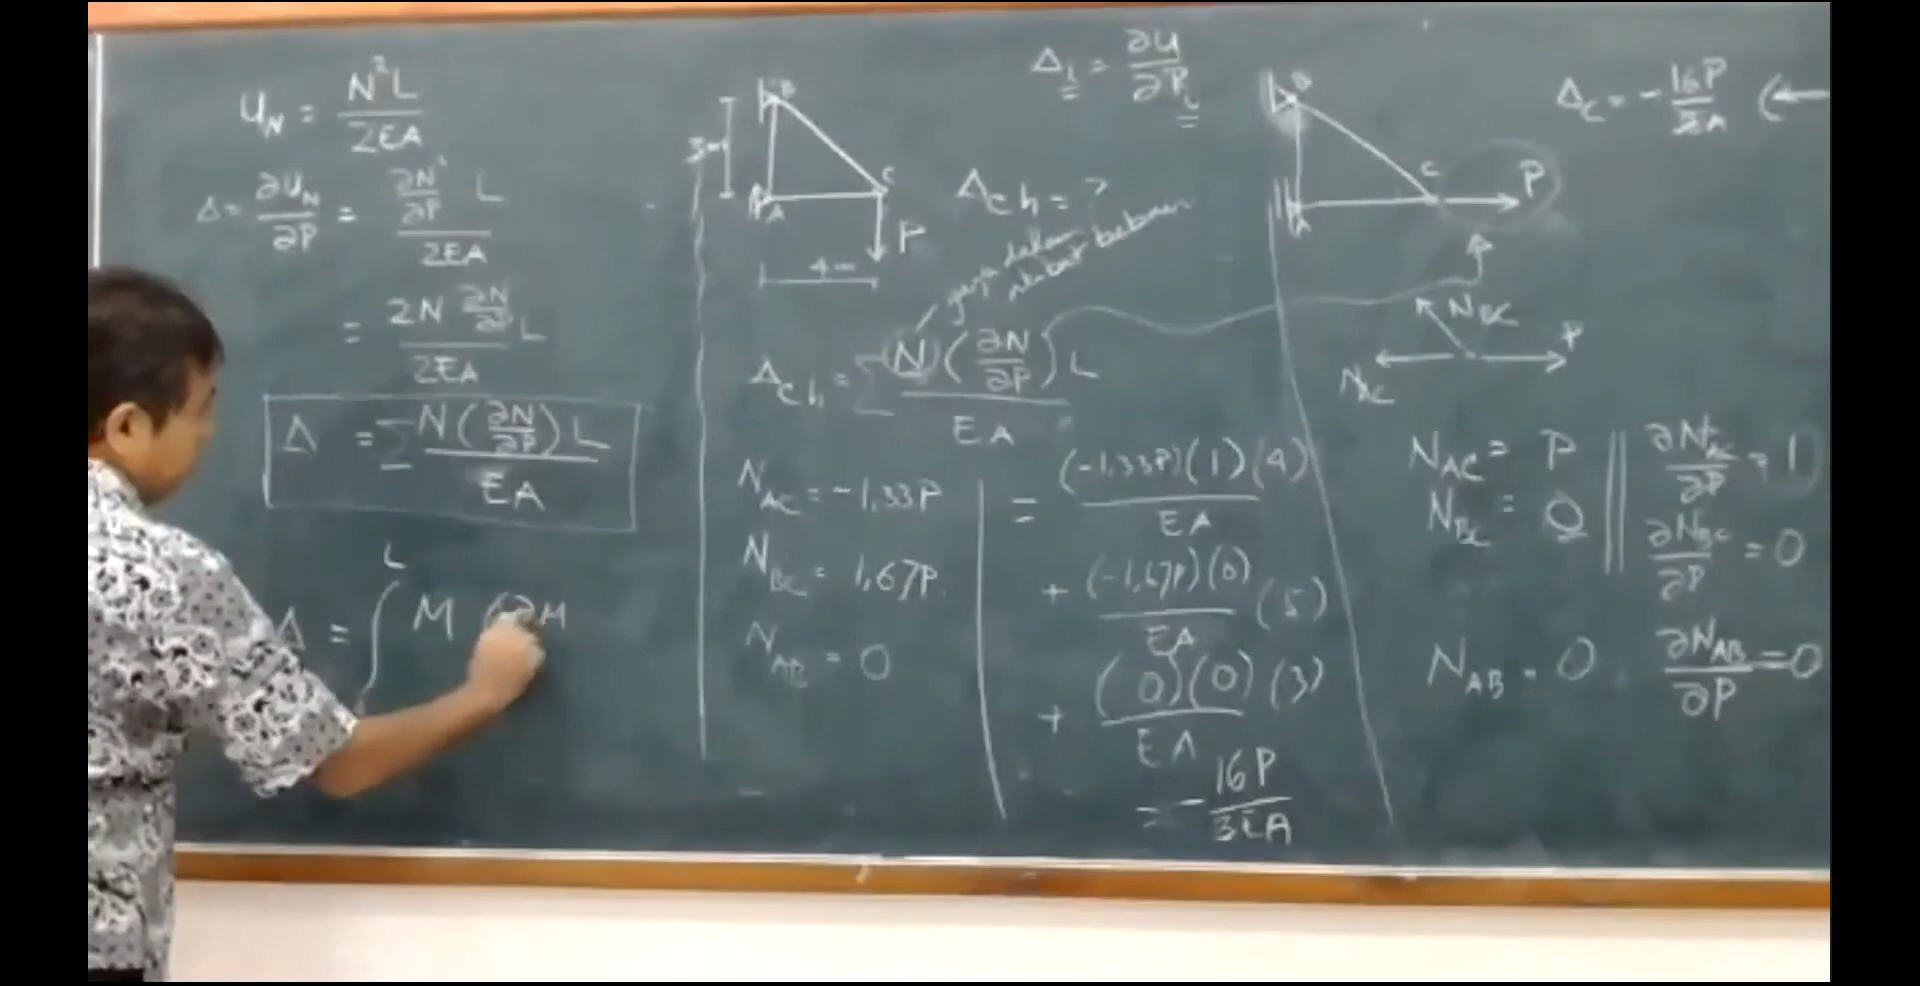 U_N = N²L / 2EA
Δ = ∂U_N / ∂P = ∂N²/∂P L / 2EA
= 2N ∂N/∂P L / 2EA
Δ = Σ N (∂N/∂P) L / EA
L
Δ = ∫ M (∂M
B
3m
A
C
P
4m
Δ_i = ∂U / ∂P_i
Δ_Ch = ?
gaya dalam
akibat beban
Δ_Ch = Σ N (∂N/∂P) L / EA
N_AC = -1,33P
N_BC = 1,67P
N_AB = 0
= (-1,33P)(1)(4) / EA
+ (-1,67P)(0) / EA (5)
+ (0)(0) / EA (3)
= - 16P / 3EA
B
A
C
P
Δ_C = - 16P / 3EA (←
N_BC
N_AC
P
N_AC = P || ∂N_AC / ∂P = 1
N_BC = 0 || ∂N_BC / ∂P = 0
N_AB = 0 . ∂N_AB / ∂P = 0